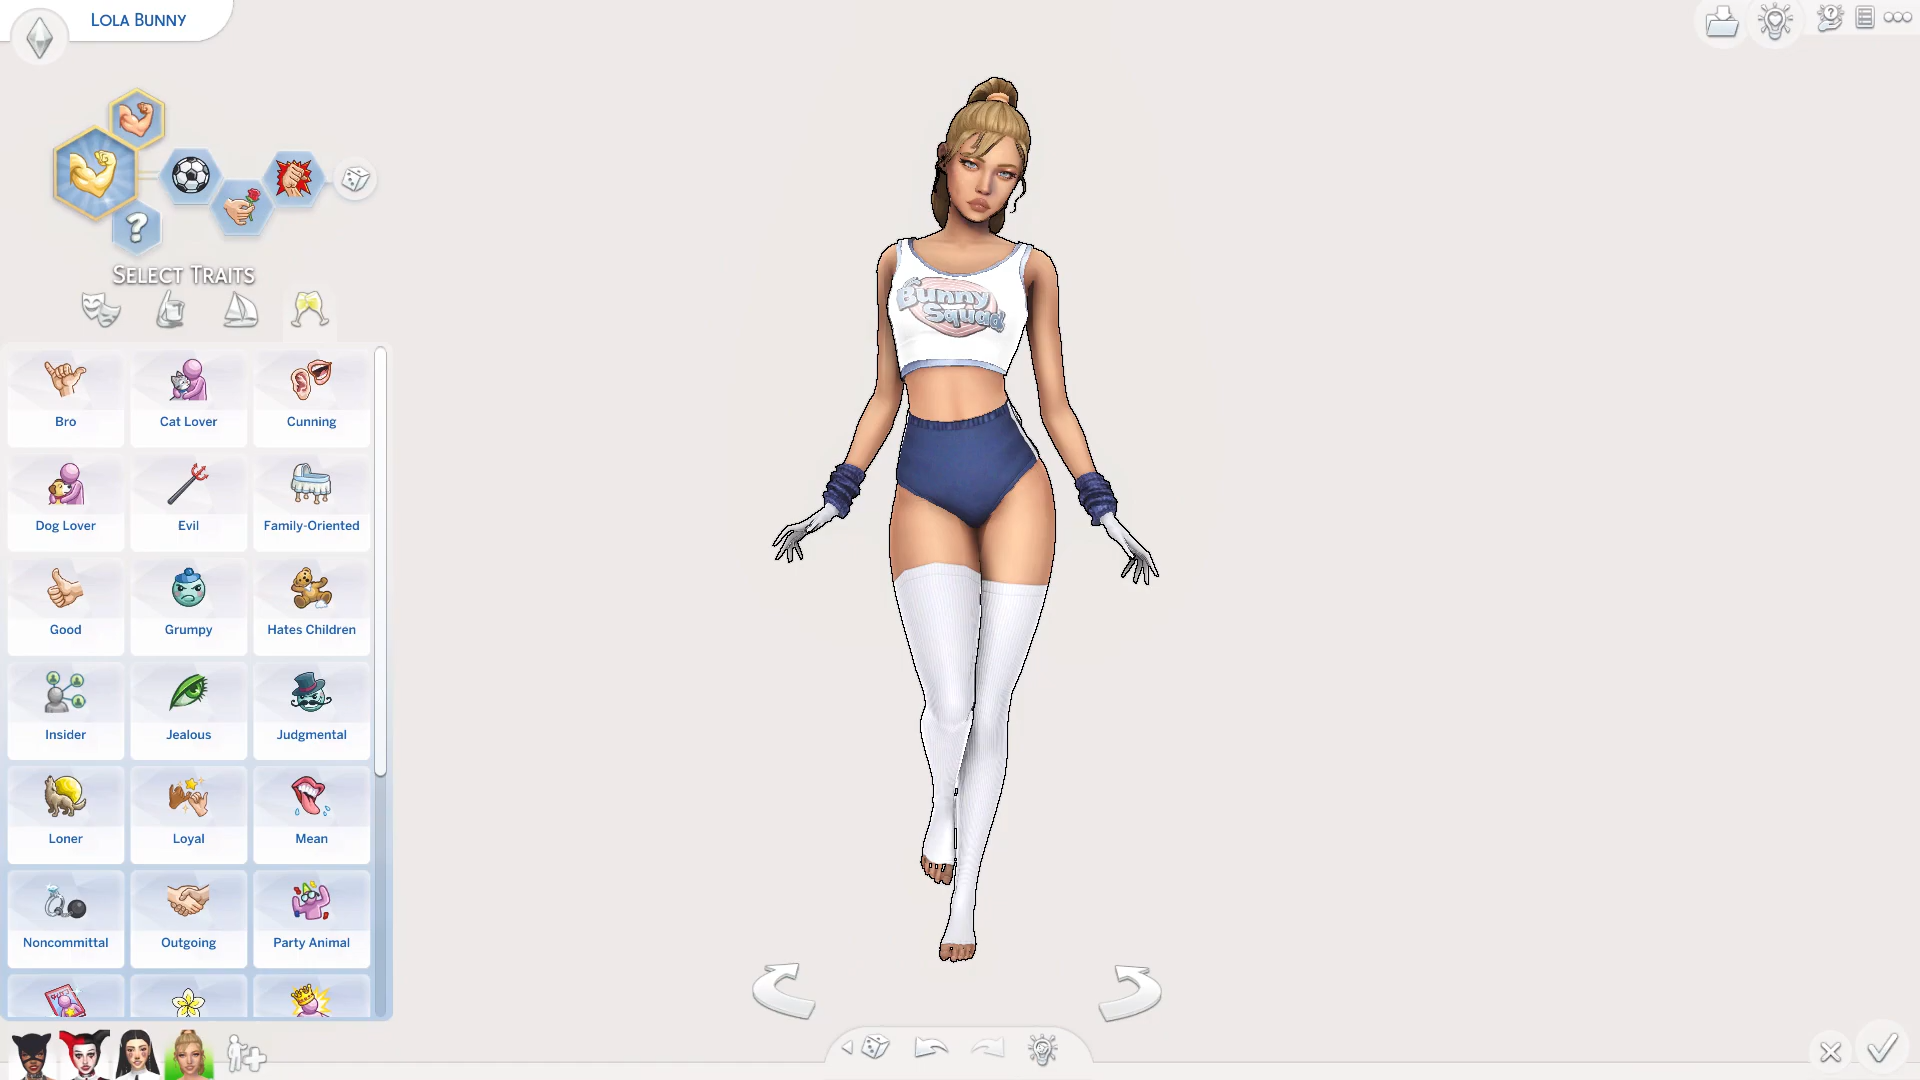 Lola Bunny
Select Traits
Bro
Cat Lover
Cunning
Dog Lover
Evil
Family-Oriented
Good
Grumpy
Hates Children
Insider
Jealous
Judgmental
Loner
Loyal
Mean
Noncommittal
Outgoing
Party Animal
Bunny
Squad